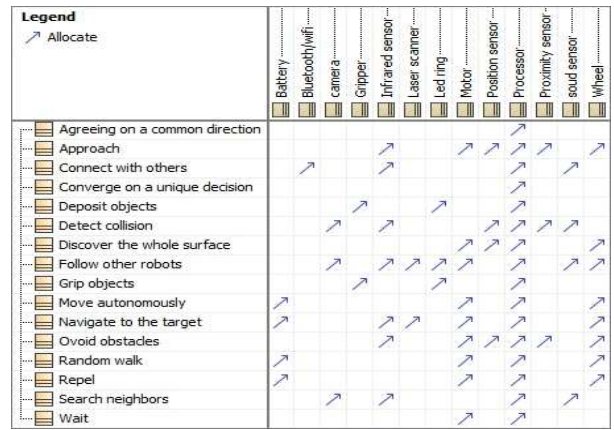 Legend
Allocate
Battery
Bluetooth/wifi
camera
Gripper
Infrared sensor
Laser scanner
Led ring
Motor
Position sensor
Processor
Proximity sensor
soud sensor
Wheel
Agreeing on a common direction
Approach
Connect with others
Converge on a unique decision
Deposit objects
Detect collision
Discover the whole surface
Follow other robots
Grip objects
Move autonomously
Navigate to the target
Ovoid obstacles
Random walk
Repel
Search neighbors
Wait